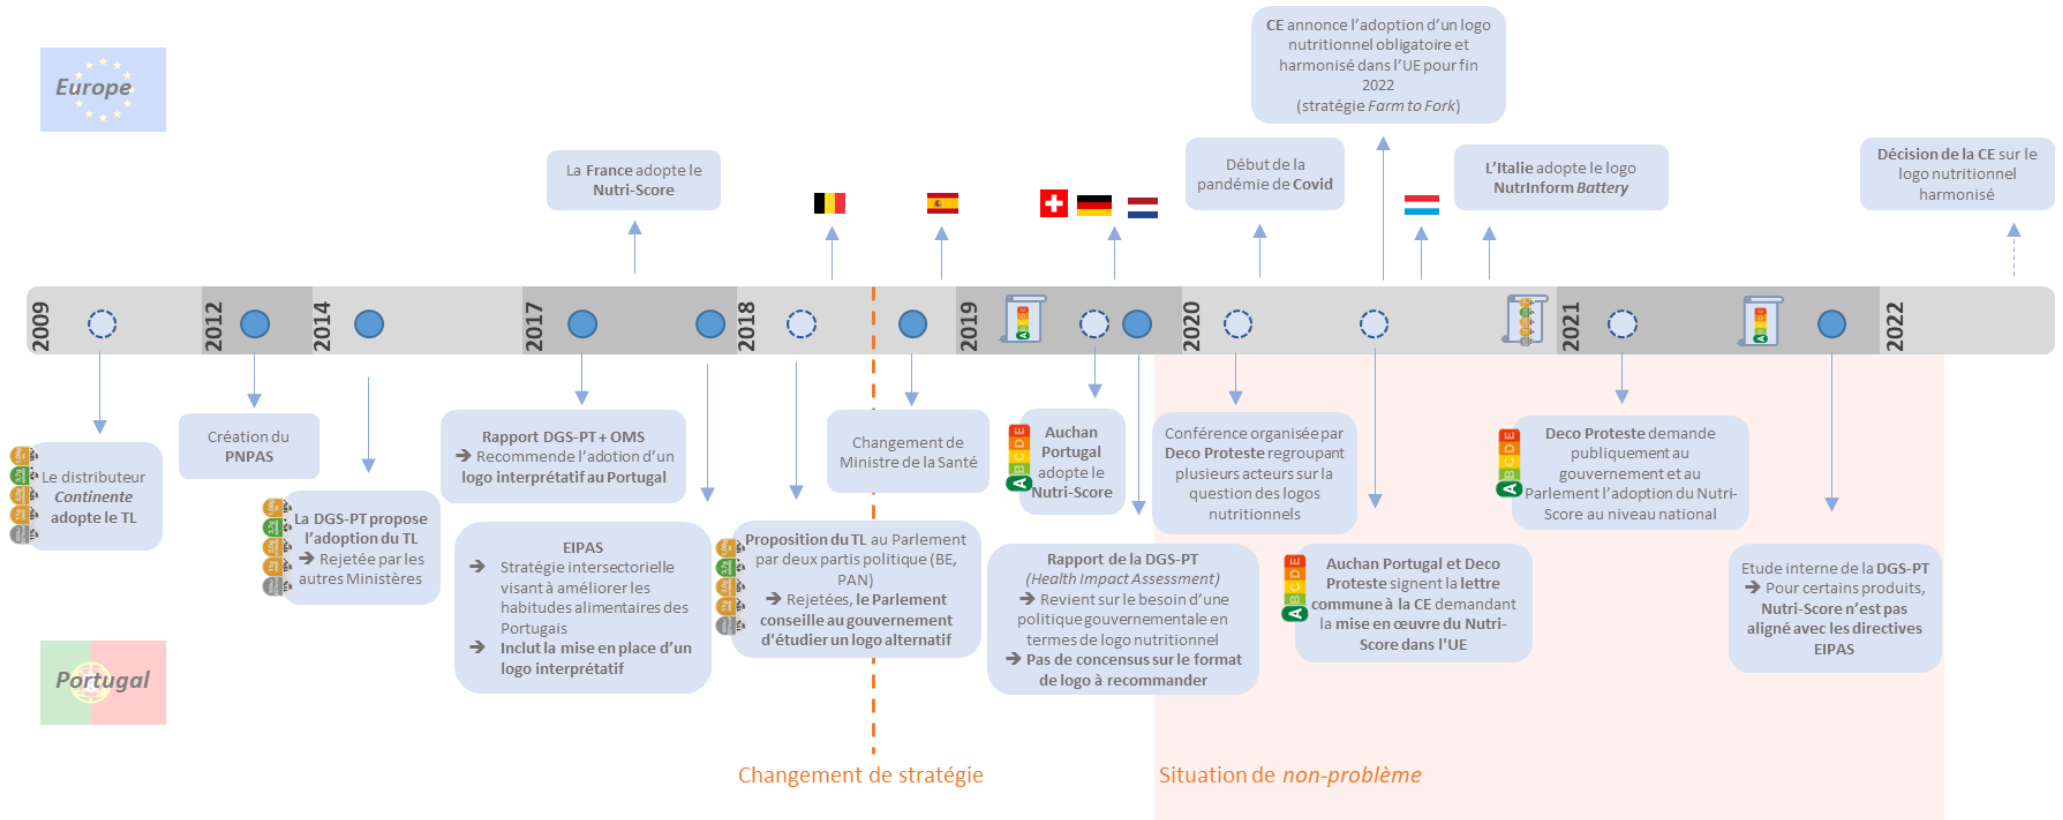 Europe
CE annonce l'adoption d'un logo
nutritionnel obligatoire et
harmonisé dans l'UE pour fin
2022
(stratégie Farm to Fork)
La France adopte le
Nutri-Score
Début de la
pandémie de Covid
L'Italie adopte le logo
NutrInform Battery
Décision de la CE sur le
logo nutritionnel
harmonisé
2009
2012
2014
2017
2018
2019
2020
2021
2022
Le distributeur
Continente
adopte le TL
Création du
PNPAS
La DGS-PT propose
l'adoption du TL
➔ Rejetée par les
autres Ministères
Rapport DGS-PT + OMS
➔ Recommende l'adotion d'un
logo interprétatif au Portugal
EIPAS
➔ Stratégie intersectorielle
visant à améliorer les
habitudes alimentaires des
Portugais
➔ Inclut la mise en place d'un
logo interprétatif
Proposition du TL au Parlement
par deux partis politique (BE,
PAN)
➔ Rejetées, le Parlement
conseille au gouvernement
d'étudier un logo alternatif
Changement de
Ministre de la Santé
A B C D E
Auchan
Portugal
adopte le
Nutri-Score
Rapport de la DGS-PT
(Health Impact Assessment)
➔ Revient sur le besoin d'une
politique gouvernementale en
termes de logo nutritionnel
➔ Pas de concensus sur le format
de logo à recommander
Conférence organisée par
Deco Proteste regroupant
plusieurs acteurs sur la
question des logos
nutritionnels
A B C D E
Auchan Portugal et Deco
Proteste signent la lettre
commune à la CE demandant
la mise en œuvre du Nutri-
Score dans l'UE
A B C D E
Deco Proteste demande
publiquement au
gouvernement et au
Parlement l'adoption du Nutri-
Score au niveau national
Etude interne de la DGS-PT
➔ Pour certains produits,
Nutri-Score n'est pas
aligné avec les directives
EIPAS
Portugal
Changement de stratégie
Situation de non-problème